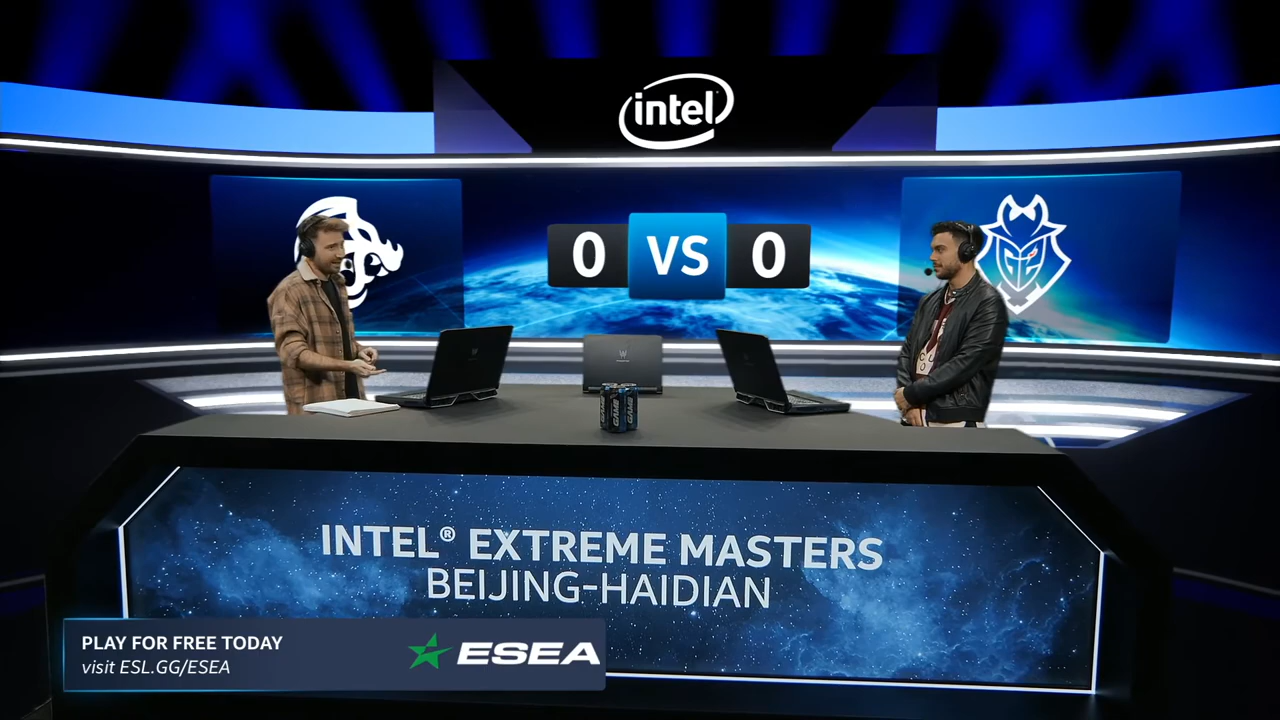 intel
0 VS 0
INTEL® EXTREME MASTERS
BEIJING-HAIDIAN
PLAY FOR FREE TODAY
visit ESL.GG/ESEA
ESEA